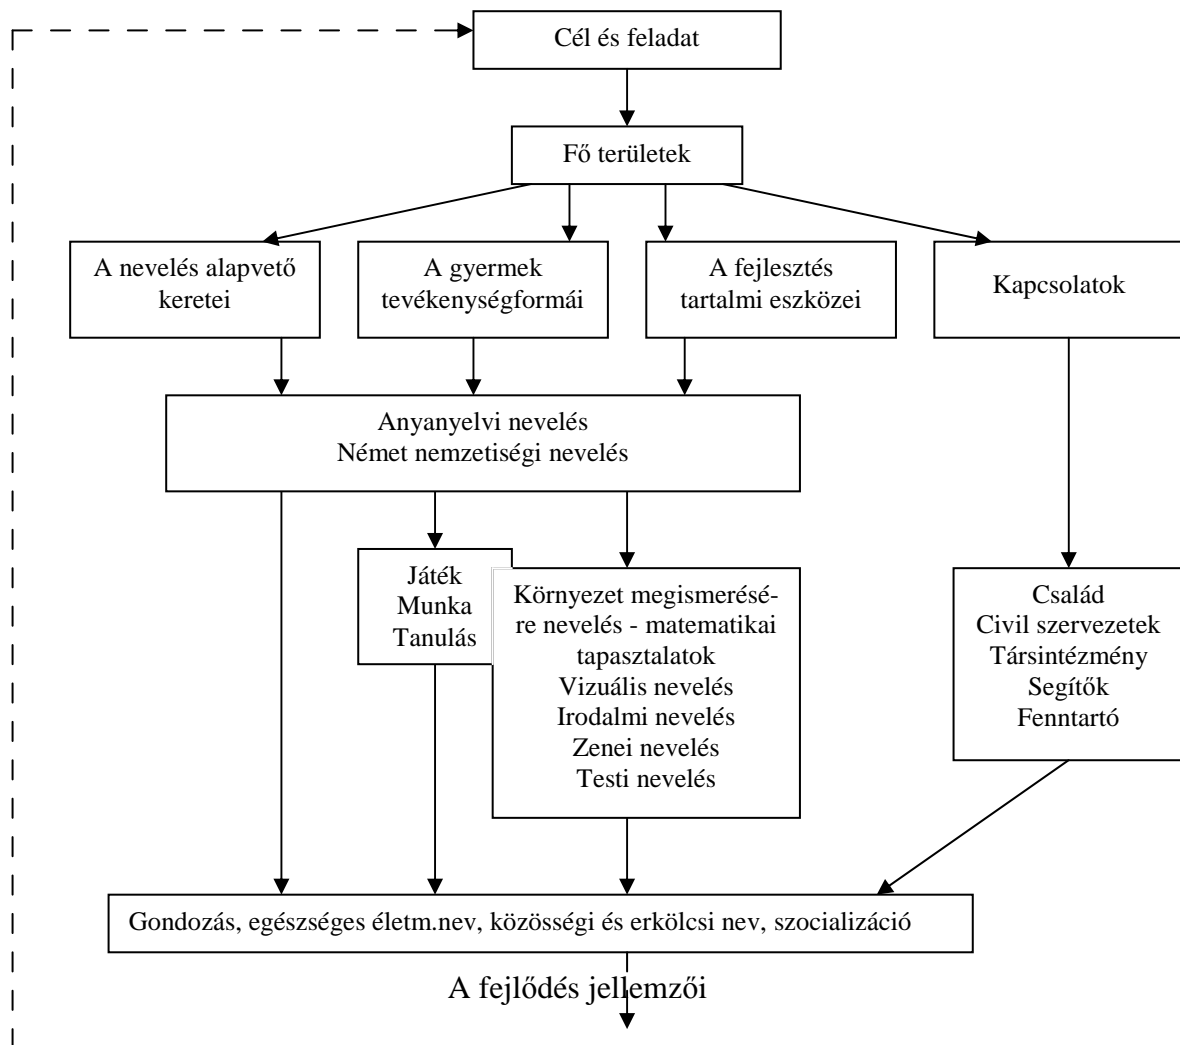 Cél és feladat
Fő területek
A nevelés alapvető
keretei
A gyermek
tevékenységformái
A fejlesztés
tartalmi eszközei
Kapcsolatok
Anyanyelvi nevelés
Német nemzetiségi nevelés
Játék
Munka
Tanulás
Környezet megismerésé-
re nevelés - matematikai
tapasztalatok
Vizuális nevelés
Irodalmi nevelés
Zenei nevelés
Testi nevelés
Család
Civil szervezetek
Társintézmény
Segítők
Fenntartó
Gondozás, egészséges életm.nev, közösségi és erkölcsi nev, szocializáció
A fejlődés jellemzői